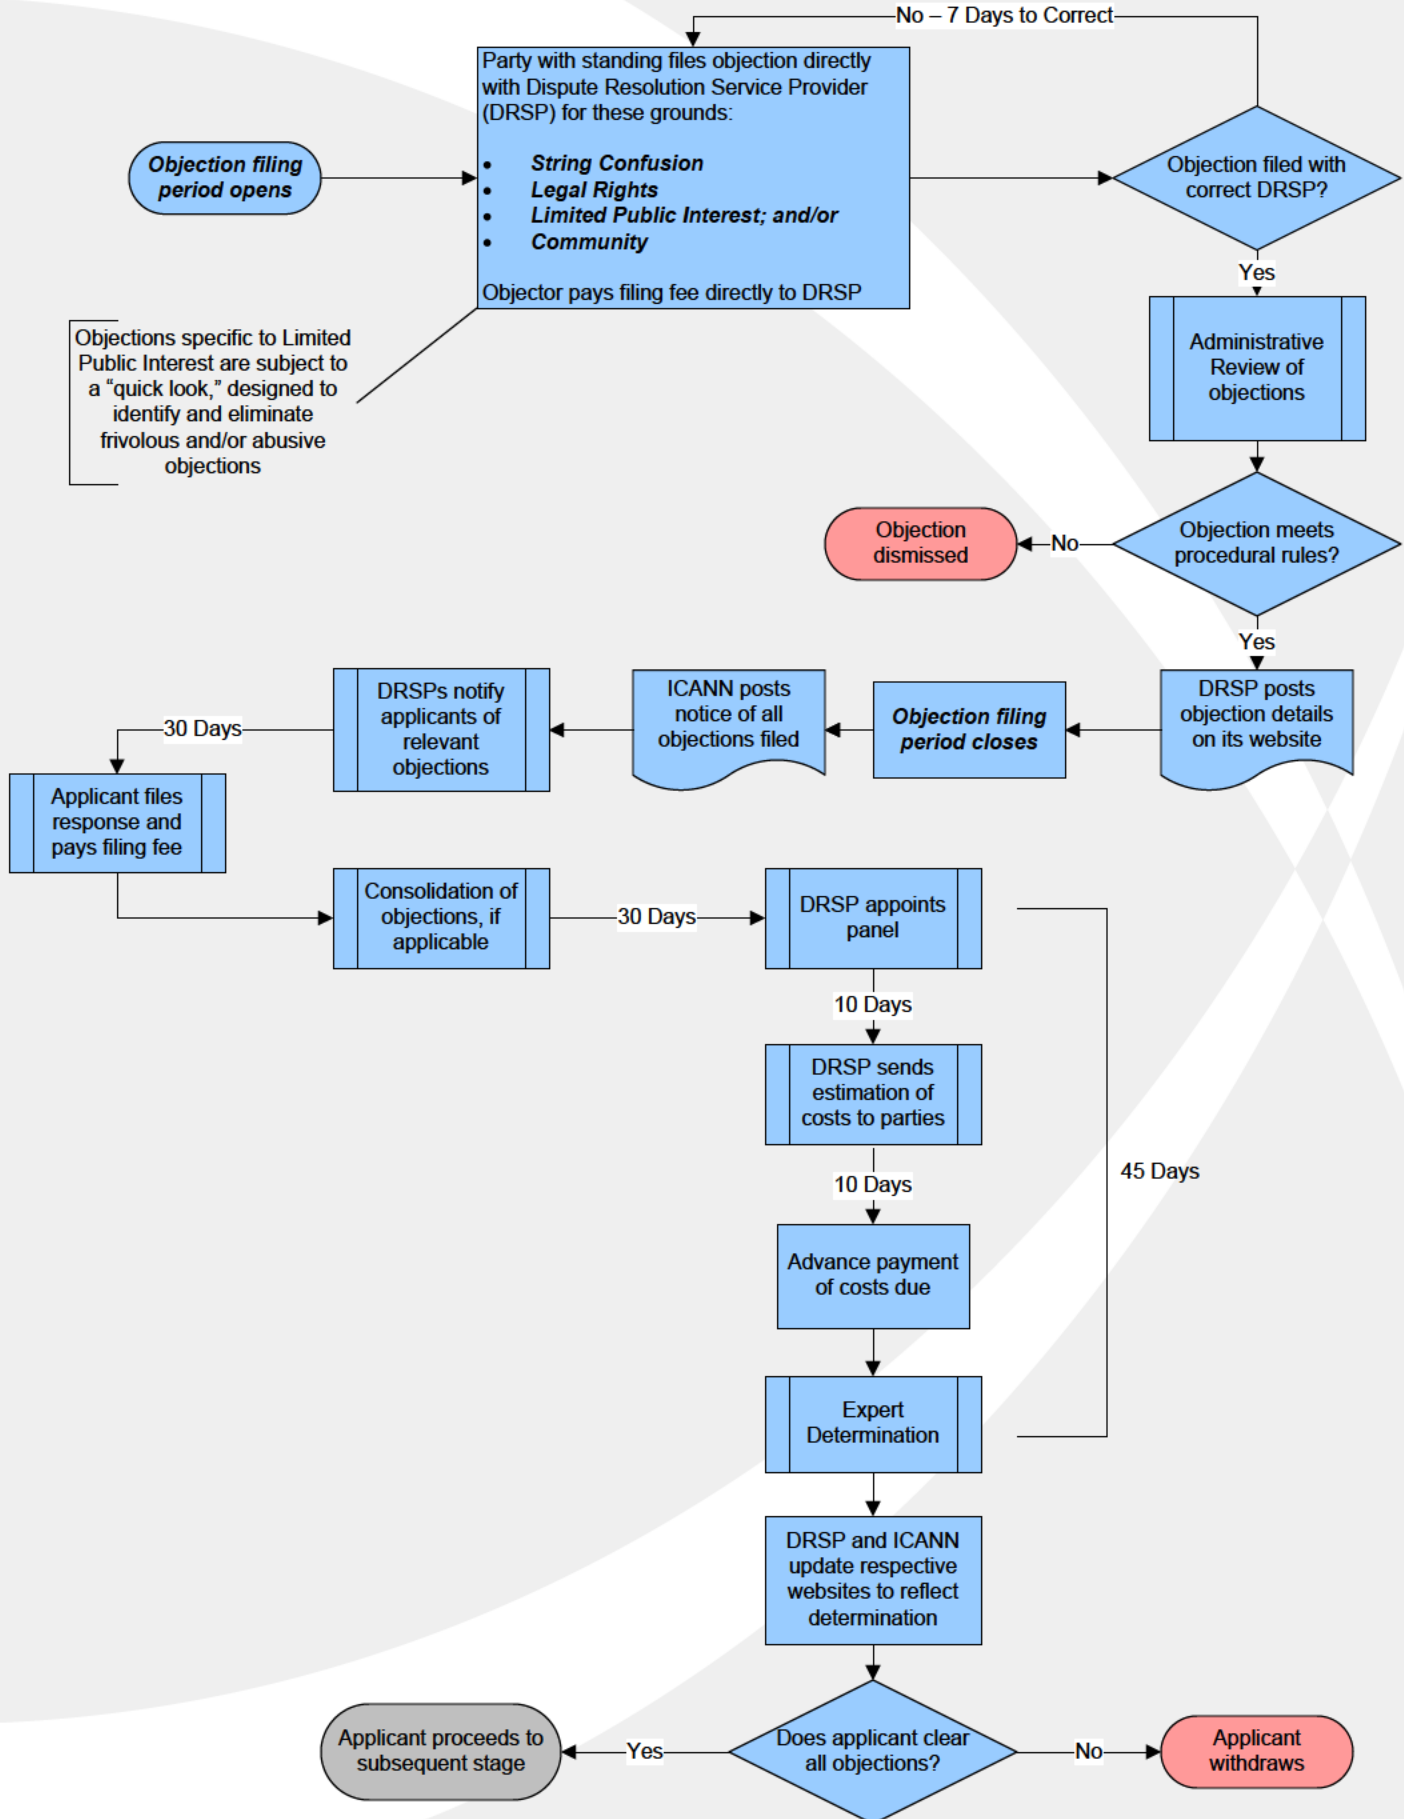 No – 7 Days to Correct
Party with standing files objection directly
with Dispute Resolution Service Provider
(DRSP) for these grounds:
• String Confusion
• Legal Rights
• Limited Public Interest; and/or
• Community
Objector pays filing fee directly to DRSP
Objection filing
period opens
Objection filed with
correct DRSP?
Yes
Objections specific to Limited
Public Interest are subject to
a “quick look,” designed to
identify and eliminate
frivolous and/or abusive
objections
Administrative
Review of
objections
Objection meets
procedural rules?
No
Objection
dismissed
Yes
DRSP posts
objection details
on its website
Objection filing
period closes
ICANN posts
notice of all
objections filed
DRSPs notify
applicants of
relevant
objections
30 Days
Applicant files
response and
pays filing fee
Consolidation of
objections, if
applicable
30 Days
DRSP appoints
panel
10 Days
DRSP sends
estimation of
costs to parties
10 Days
45 Days
Advance payment
of costs due
Expert
Determination
DRSP and ICANN
update respective
websites to reflect
determination
Does applicant clear
all objections?
Yes
Applicant proceeds to
subsequent stage
No
Applicant
withdraws